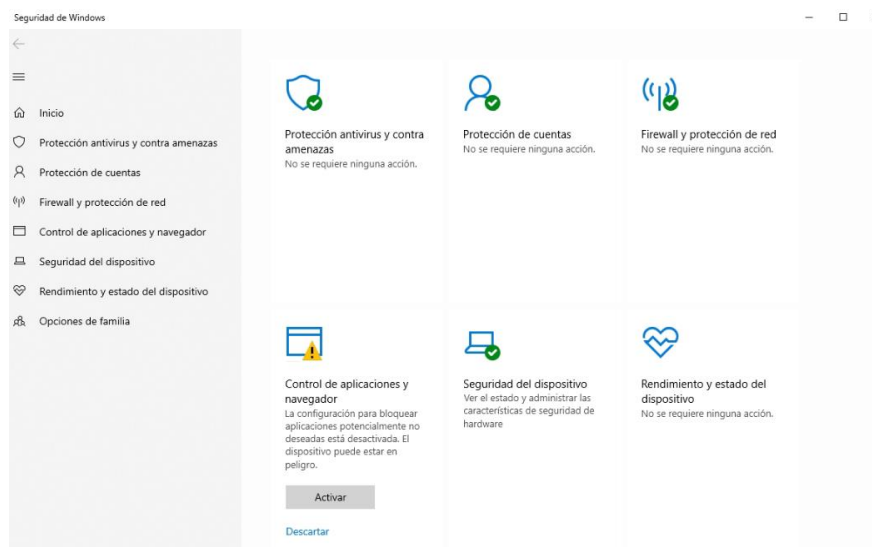 Seguridad de Windows
Inicio
Protección antivirus y contra amenazas
Protección de cuentas
Firewall y protección de red
Control de aplicaciones y navegador
Seguridad del dispositivo
Rendimiento y estado del dispositivo
Opciones de familia
Protección antivirus y contra
amenazas
No se requiere ninguna acción.
Protección de cuentas
No se requiere ninguna acción.
Firewall y protección de red
No se requiere ninguna acción.
Control de aplicaciones y
navegador
La configuración para bloquear
aplicaciones potencialmente no
deseadas está desactivada. El
dispositivo puede estar en
peligro.
Activar
Descartar
Seguridad del dispositivo
Ver el estado y administrar las
características de seguridad de
hardware
Rendimiento y estado del
dispositivo
No se requiere ninguna acción.